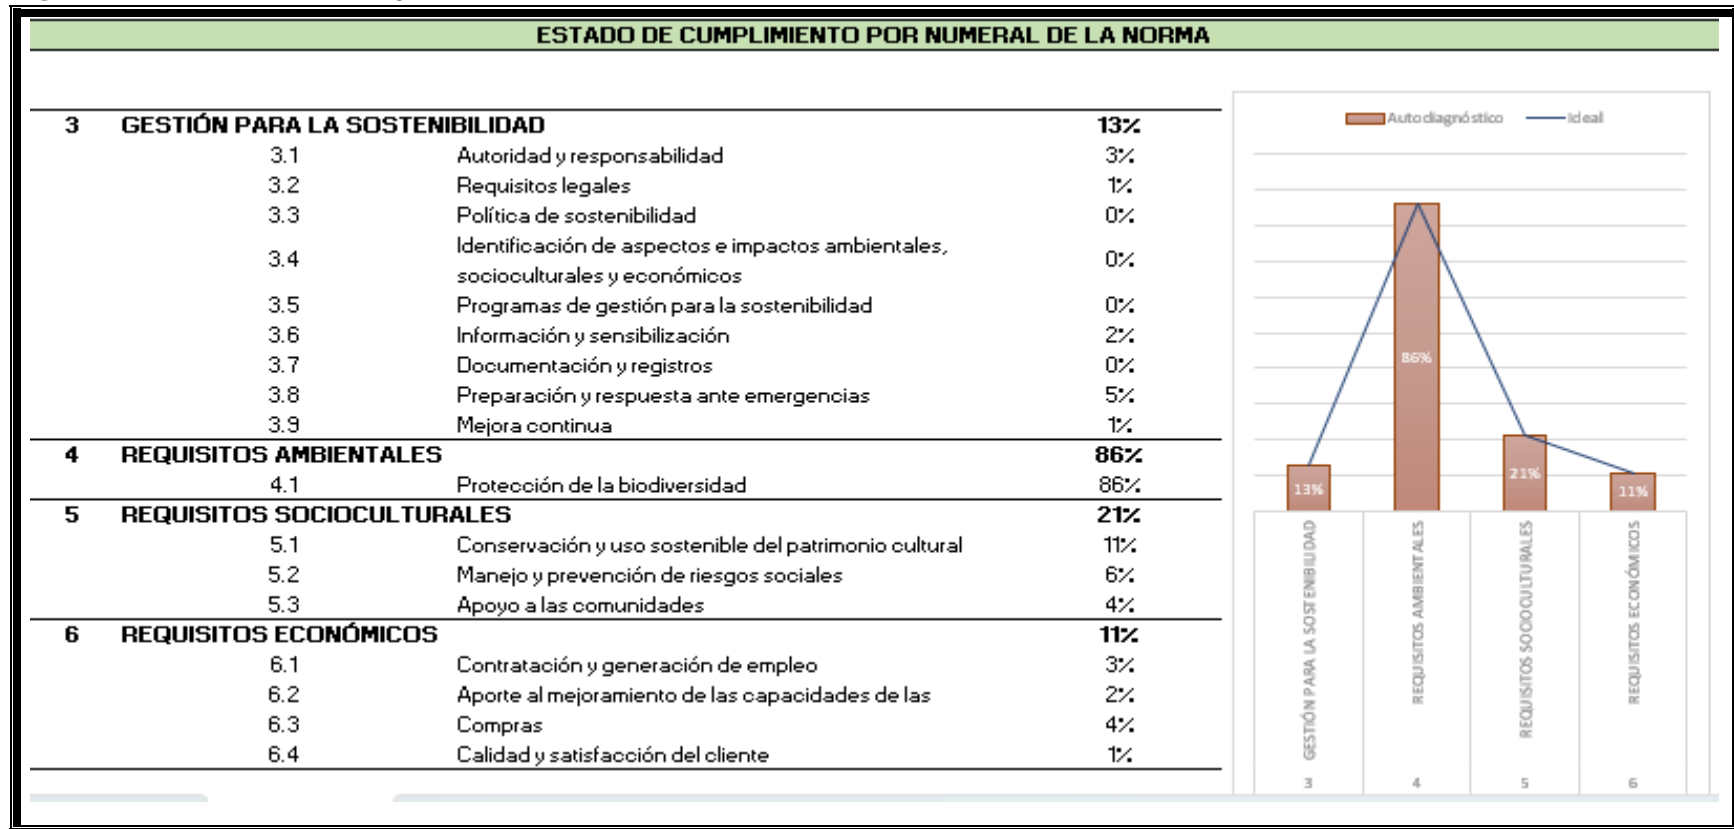 ESTADO DE CUMPLIMIENTO POR NUMERAL DE LA NORMA
3 GESTIÓN PARA LA SOSTENIBILIDAD 13%
3.1 Autoridad y responsabilidad 3%
3.2 Requisitos legales 1%
3.3 Política de sostenibilidad 0%
3.4 Identificación de aspectos e impactos ambientales, socioculturales y económicos 0%
3.5 Programas de gestión para la sostenibilidad 0%
3.6 Información y sensibilización 2%
3.7 Documentación y registros 0%
3.8 Preparación y respuesta ante emergencias 5%
3.9 Mejora continua 1%
4 REQUISITOS AMBIENTALES 86%
4.1 Protección de la biodiversidad 86%
5 REQUISITOS SOCIOCULTURALES 21%
5.1 Conservación y uso sostenible del patrimonio cultural 11%
5.2 Manejo y prevención de riesgos sociales 6%
5.3 Apoyo a las comunidades 4%
6 REQUISITOS ECONÓMICOS 11%
6.1 Contratación y generación de empleo 3%
6.2 Aporte al mejoramiento de las capacidades de las 2%
6.3 Compras 4%
6.4 Calidad y satisfacción del cliente 1%
Autodiagnóstico Ideal
13%
86%
21%
11%
GESTIÓN PARA LA SOSTENIBILIDAD
REQUISITOS AMBIENTALES
REQUISITOS SOCIOCULTURALES
REQUISITOS ECONÓMICOS
3 4 5 6